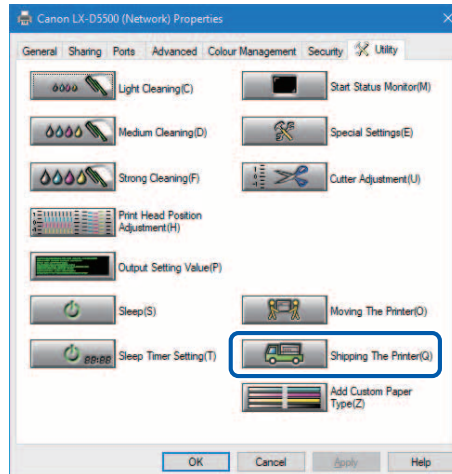 Canon LX-D5500 (Network) Properties
General Sharing Ports Advanced Colour Management Security Utility
Light Cleaning(C)
Start Status Monitor(M)
Medium Cleaning(D)
Special Settings(E)
Strong Cleaning(F)
Cutter Adjustment(U)
Print Head Position
Adjustment(H)
Output Setting Value(P)
Sleep(S)
Moving The Printer(O)
Sleep Timer Setting(T)
Shipping The Printer(Q)
Add Custom Paper
Type(Z)
OK Cancel Apply Help